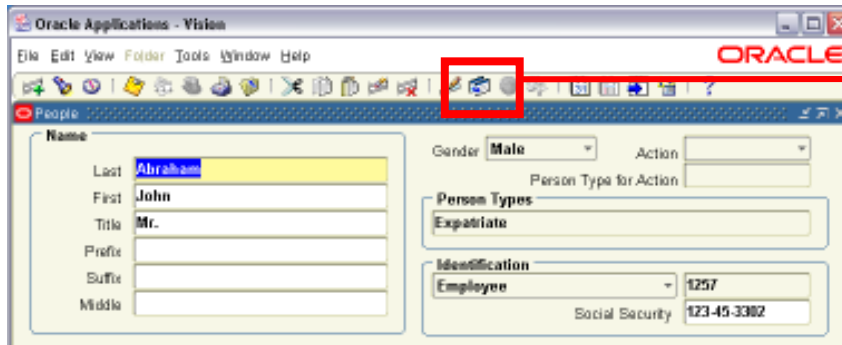 Oracle Applications - Vision
File Edit View Folder Tools Window Help
ORACLE
People
Name
Last Abraham
First John
Title Mr.
Prefix
Suffix
Middle
Gender Male Action
Person Type for Action
Person Types
Expatriate
Identification
Employee 1257
Social Security 123-45-3302